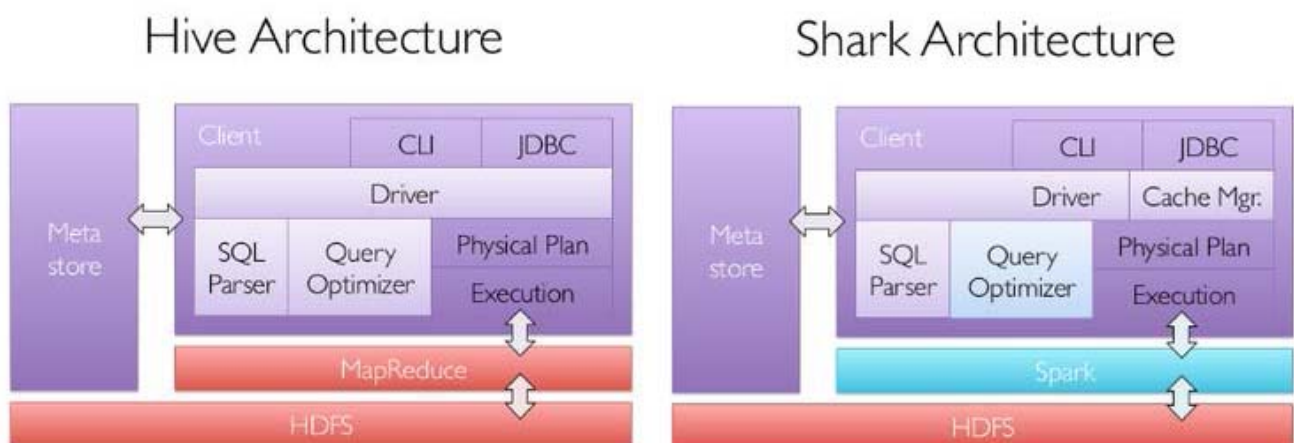 Hive Architecture
Client
CLI
JDBC
Driver
Meta
store
SQL
Parser
Query
Optimizer
Physical Plan
Execution
MapReduce
HDFS
Shark Architecture
Client
CLI
JDBC
Driver
Cache Mgr.
Meta
store
SQL
Parser
Query
Optimizer
Physical Plan
Execution
Spark
HDFS